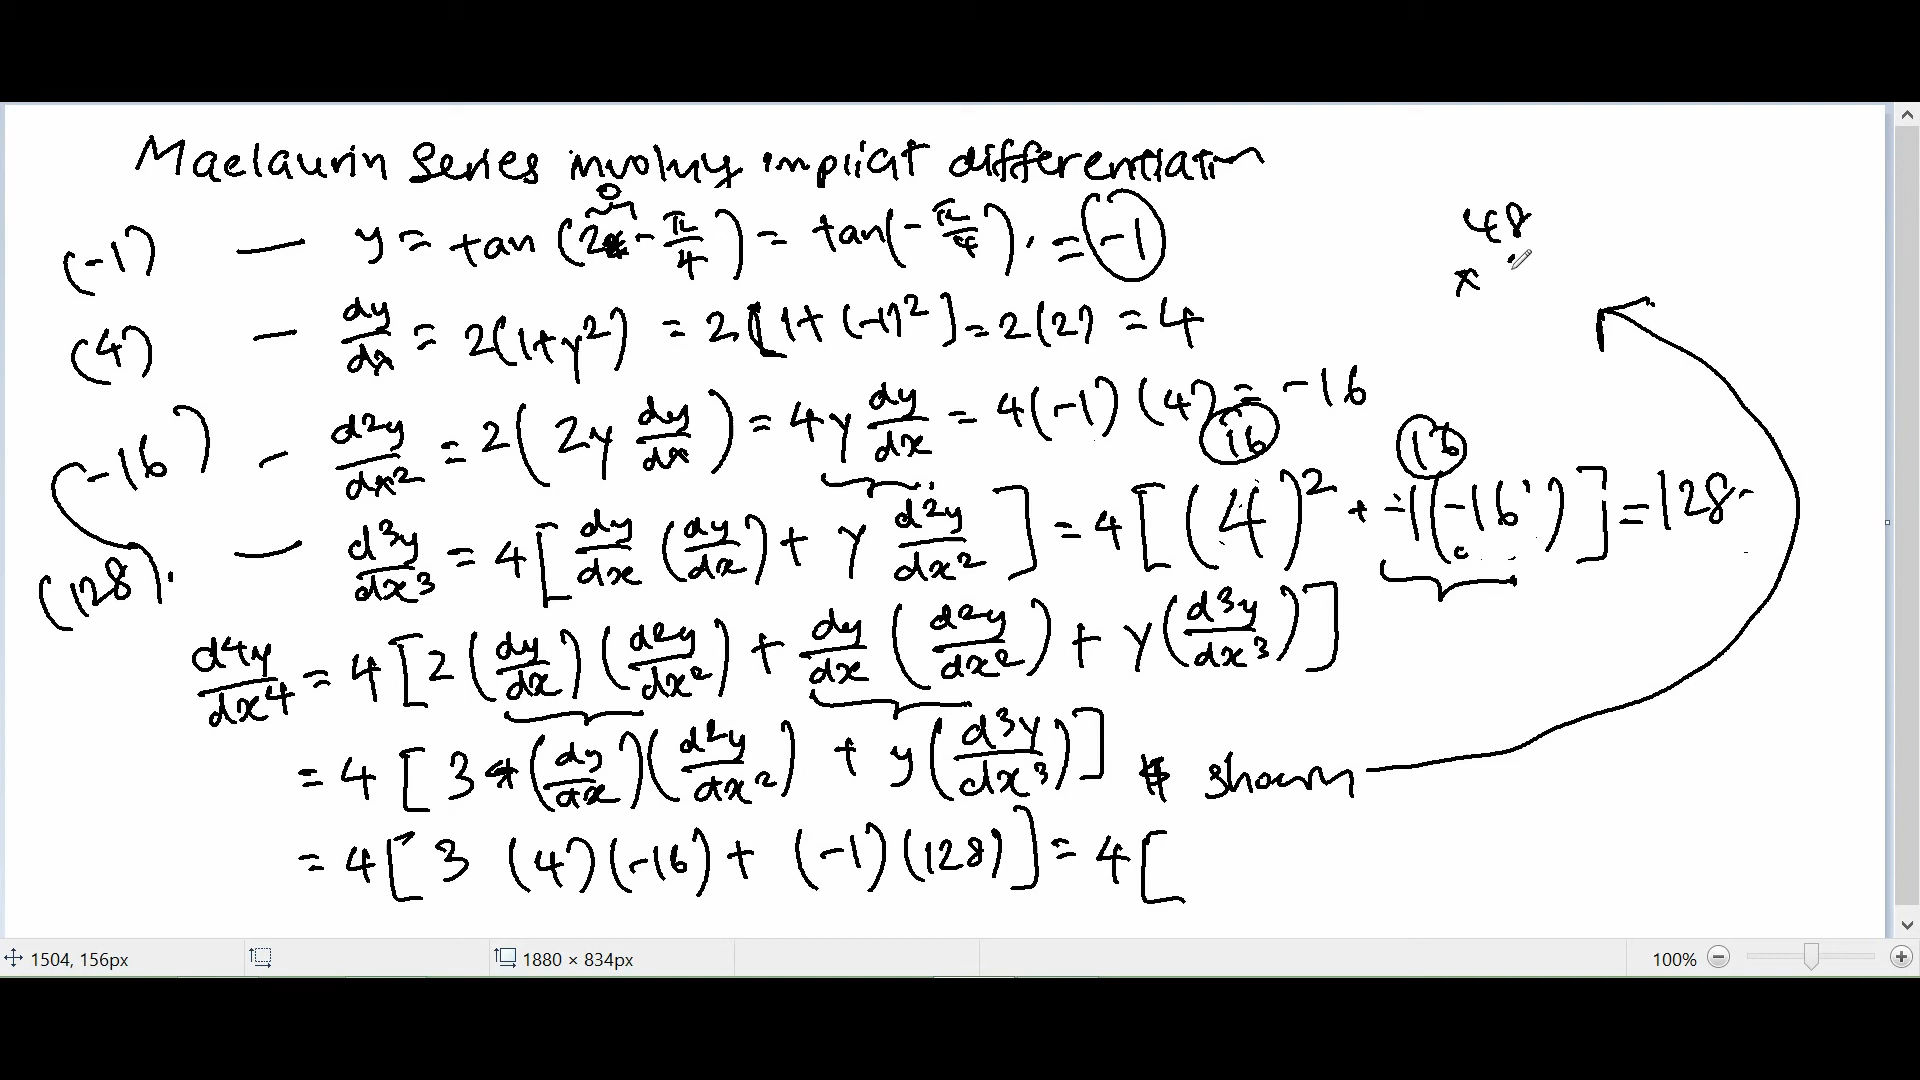 Maclaurin Series involving implicit differentiation
0
(-1) — y = tan (2x - π/4) = tan(-π/4) . = -1
48
x
(4) — dy/dx = 2(1+y²) = 2[1+(-1)²] = 2(2) = 4
(-16) — d2y/dx2 = 2(2y dy/dx) = 4y dy/dx = 4(-1)(4) = -16
16 16
(128). — d3y/dx3 = 4[dy/dx (dy/dx) + y d2y/dx2] = 4[(4)² + -1(-16)] = 128
d4y/dx4 = 4[2(dy/dx)(d2y/dx2) + dy/dx (d2y/dx2) + y(d3y/dx3)]
= 4[3 (dy/dx)(d2y/dx2) + y(d3y/dx3)] # shown
= 4[3 (4)(-16) + (-1)(128)] = 4[
1504, 156px 1880 × 834px 100%